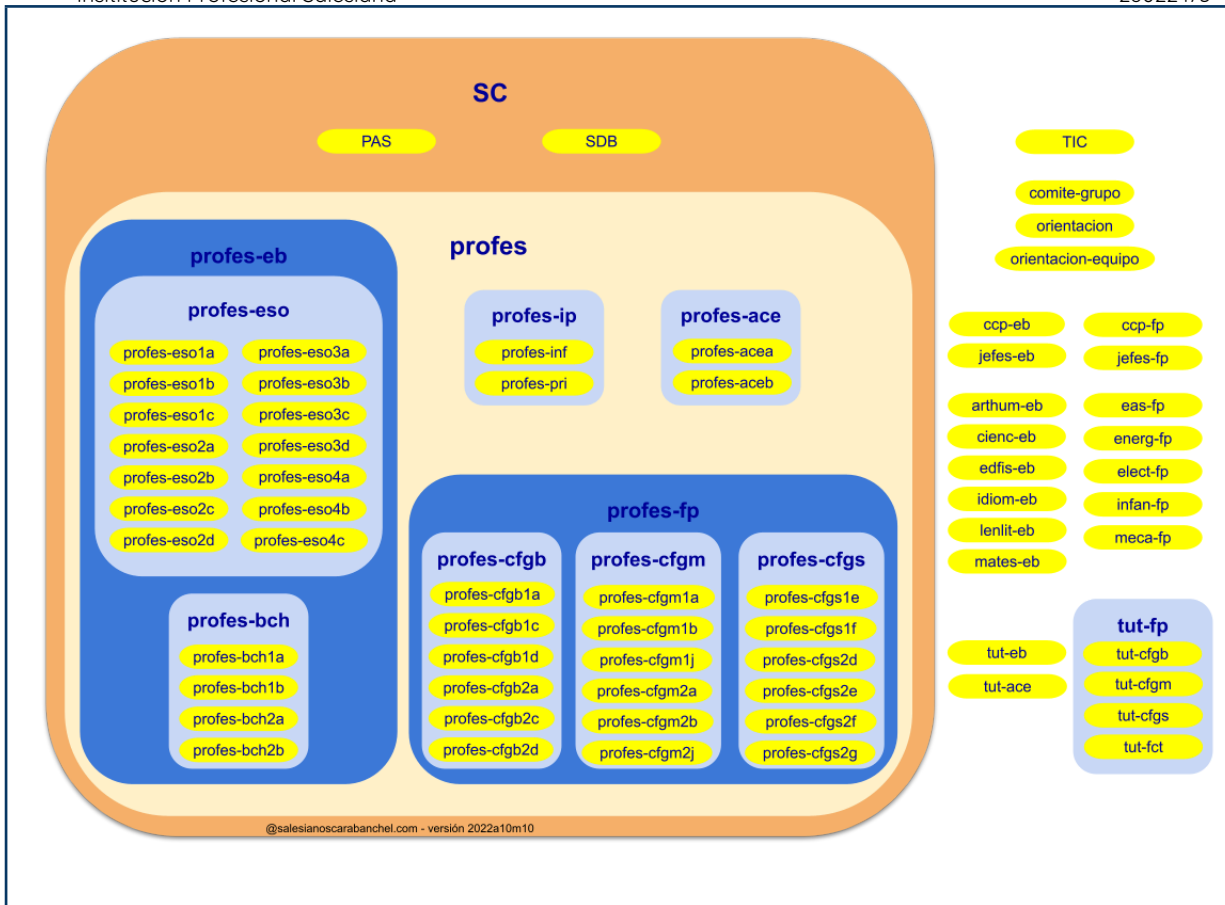 SC
PAS
SDB
profes-eb
profes
profes-eso
profes-eso1a
profes-eso3a
profes-eso1b
profes-eso3b
profes-eso1c
profes-eso3c
profes-eso2a
profes-eso3d
profes-eso2b
profes-eso4a
profes-eso2c
profes-eso4b
profes-eso2d
profes-eso4c
profes-bch
profes-bch1a
profes-bch1b
profes-bch2a
profes-bch2b
profes-ip
profes-inf
profes-pri
profes-ace
profes-acea
profes-aceb
profes-fp
profes-cfgb
profes-cfgb1a
profes-cfgb1c
profes-cfgb1d
profes-cfgb2a
profes-cfgb2c
profes-cfgb2d
profes-cfgm
profes-cfgm1a
profes-cfgm1b
profes-cfgm1j
profes-cfgm2a
profes-cfgm2b
profes-cfgm2j
profes-cfgs
profes-cfgs1e
profes-cfgs1f
profes-cfgs2d
profes-cfgs2e
profes-cfgs2f
profes-cfgs2g
@salesianoscarabanchel.com - versión 2022a10m10
TIC
comite-grupo
orientacion
orientacion-equipo
ccp-eb
ccp-fp
jefes-eb
jefes-fp
arthum-eb
cienc-eb
edfis-eb
idiom-eb
lenlit-eb
mates-eb
eas-fp
energ-fp
elect-fp
infan-fp
meca-fp
tut-eb
tut-ace
tut-fp
tut-cfgb
tut-cfgm
tut-cfgs
tut-fct